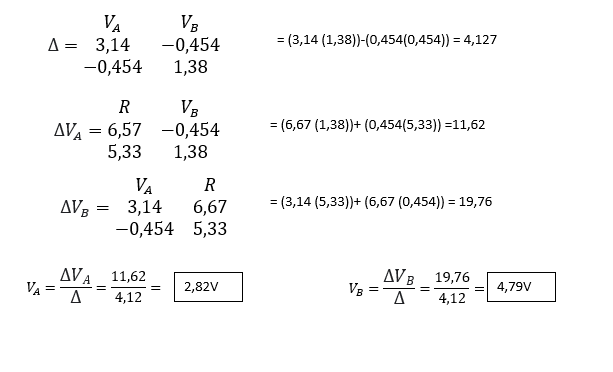 V_A V_B
Δ = 3,14 −0,454 = (3,14 (1,38))-(0,454(0,454)) = 4,127
−0,454 1,38
R V_B
ΔV_A = 6,57 −0,454 = (6,67 (1,38))+ (0,454(5,33)) =11,62
5,33 1,38
V_A R
ΔV_B = 3,14 6,67 = (3,14 (5,33))+ (6,67 (0,454)) = 19,76
−0,454 5,33
V_A = ΔV_A/Δ = 11,62/4,12 = 2,82V
V_B = ΔV_B/Δ = 19,76/4,12 = 4,79V